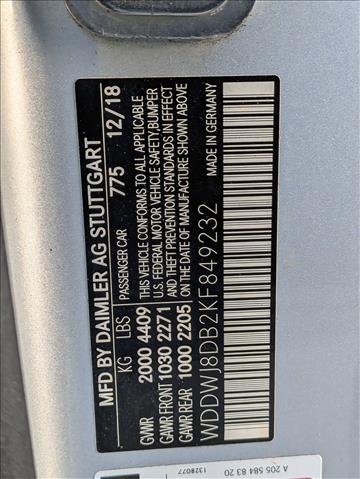 MFD BY DAIMLER AG STUTTGART
775 12/18
PASSENGER CAR
KG LBS
GWWR 2000 4409
GAWR FRONT 1030 2271
GAWR REAR 1000 2205
THIS VEHICLE CONFORMS TO ALL APPLICABLE
U.S. FEDERAL MOTOR VEHICLE SAFETY, BUMPER
AND THEFT PREVENTION STANDARDS IN EFFECT
ON DATE OF MANUFACTURE SHOWN ABOVE
MADE IN GERMANY
WDDWJ8DB2KF849232
A 205 584 83 20
1328077